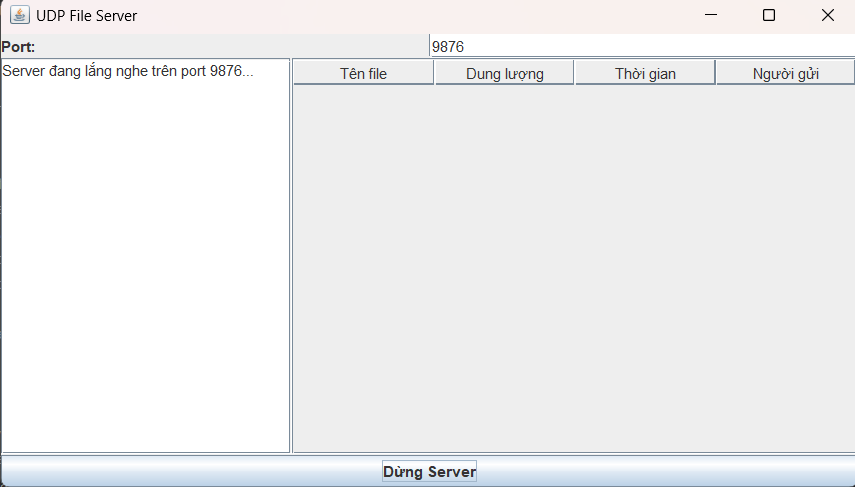 UDP File Server
Port: 9876
Server đang lắng nghe trên port 9876...
Tên file Dung lượng Thời gian Người gửi
Dừng Server